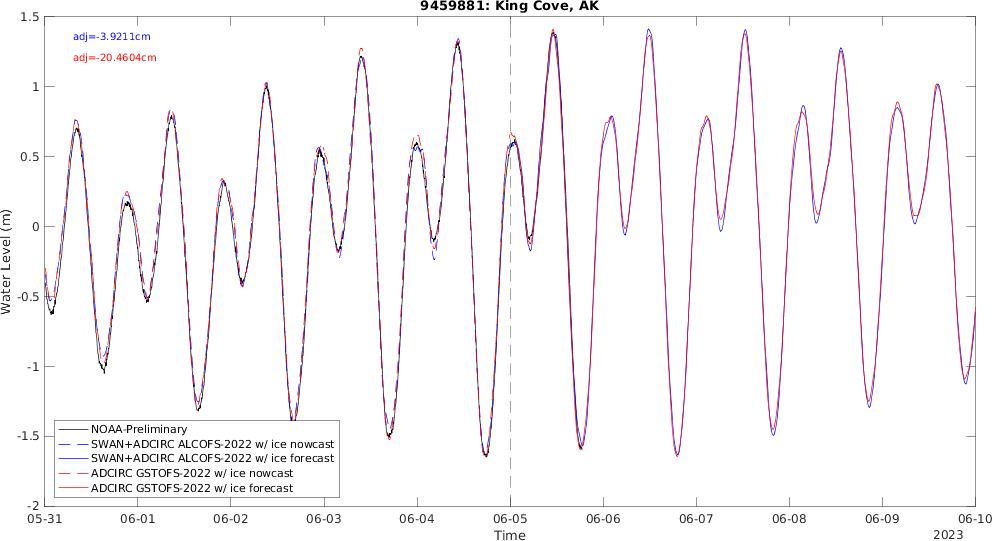 9459881: King Cove, AK
adj=-3.9211cm
adj=-20.4604cm
Water Level (m)
1.5
1
0.5
0
-0.5
-1
-1.5
-2
NOAA-Preliminary
SWAN+ADCIRC ALCOFS-2022 w/ ice nowcast
SWAN+ADCIRC ALCOFS-2022 w/ ice forecast
ADCIRC GSTOFS-2022 w/ ice nowcast
ADCIRC GSTOFS-2022 w/ ice forecast
05-31 06-01 06-02 06-03 06-04 06-05 06-06 06-07 06-08 06-09 06-10
Time
2023